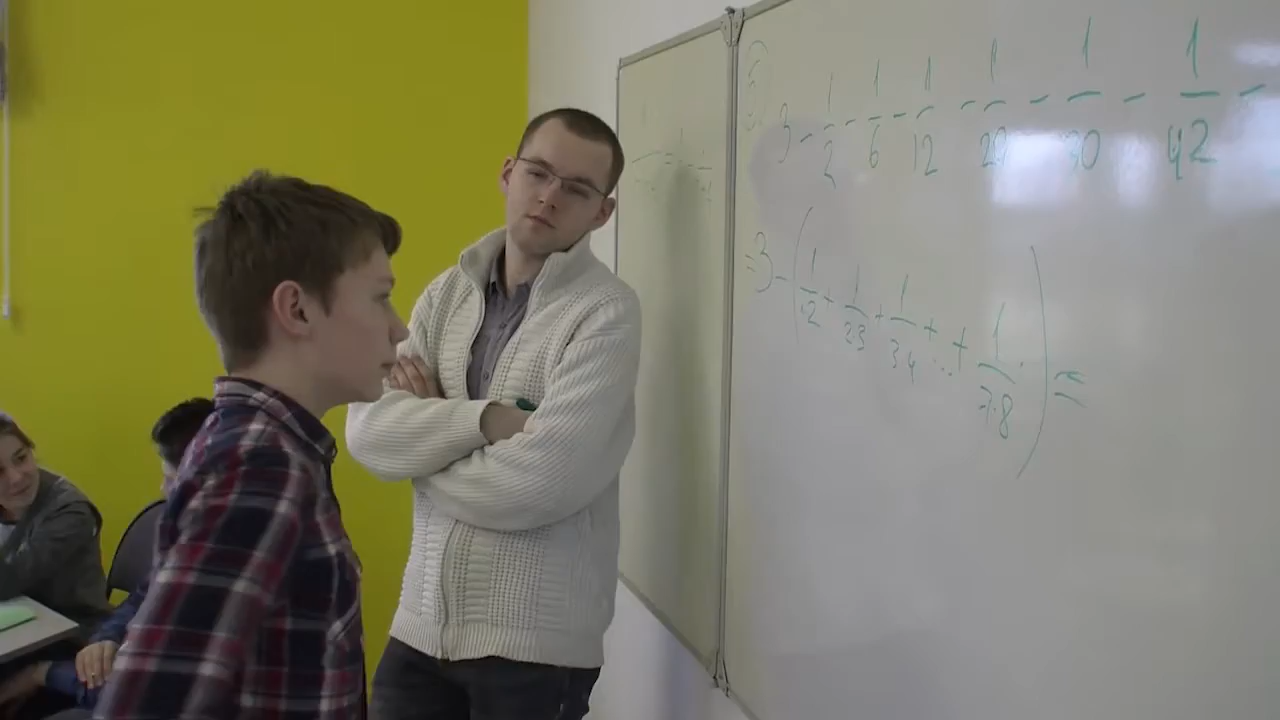 3 - 1/2 - 1/6 - 1/12 - 1/20 - 1/30 - 1/42 -
=3 - (1/1·2 + 1/2·3 + 1/3·4 + ... + 1/7·8) =